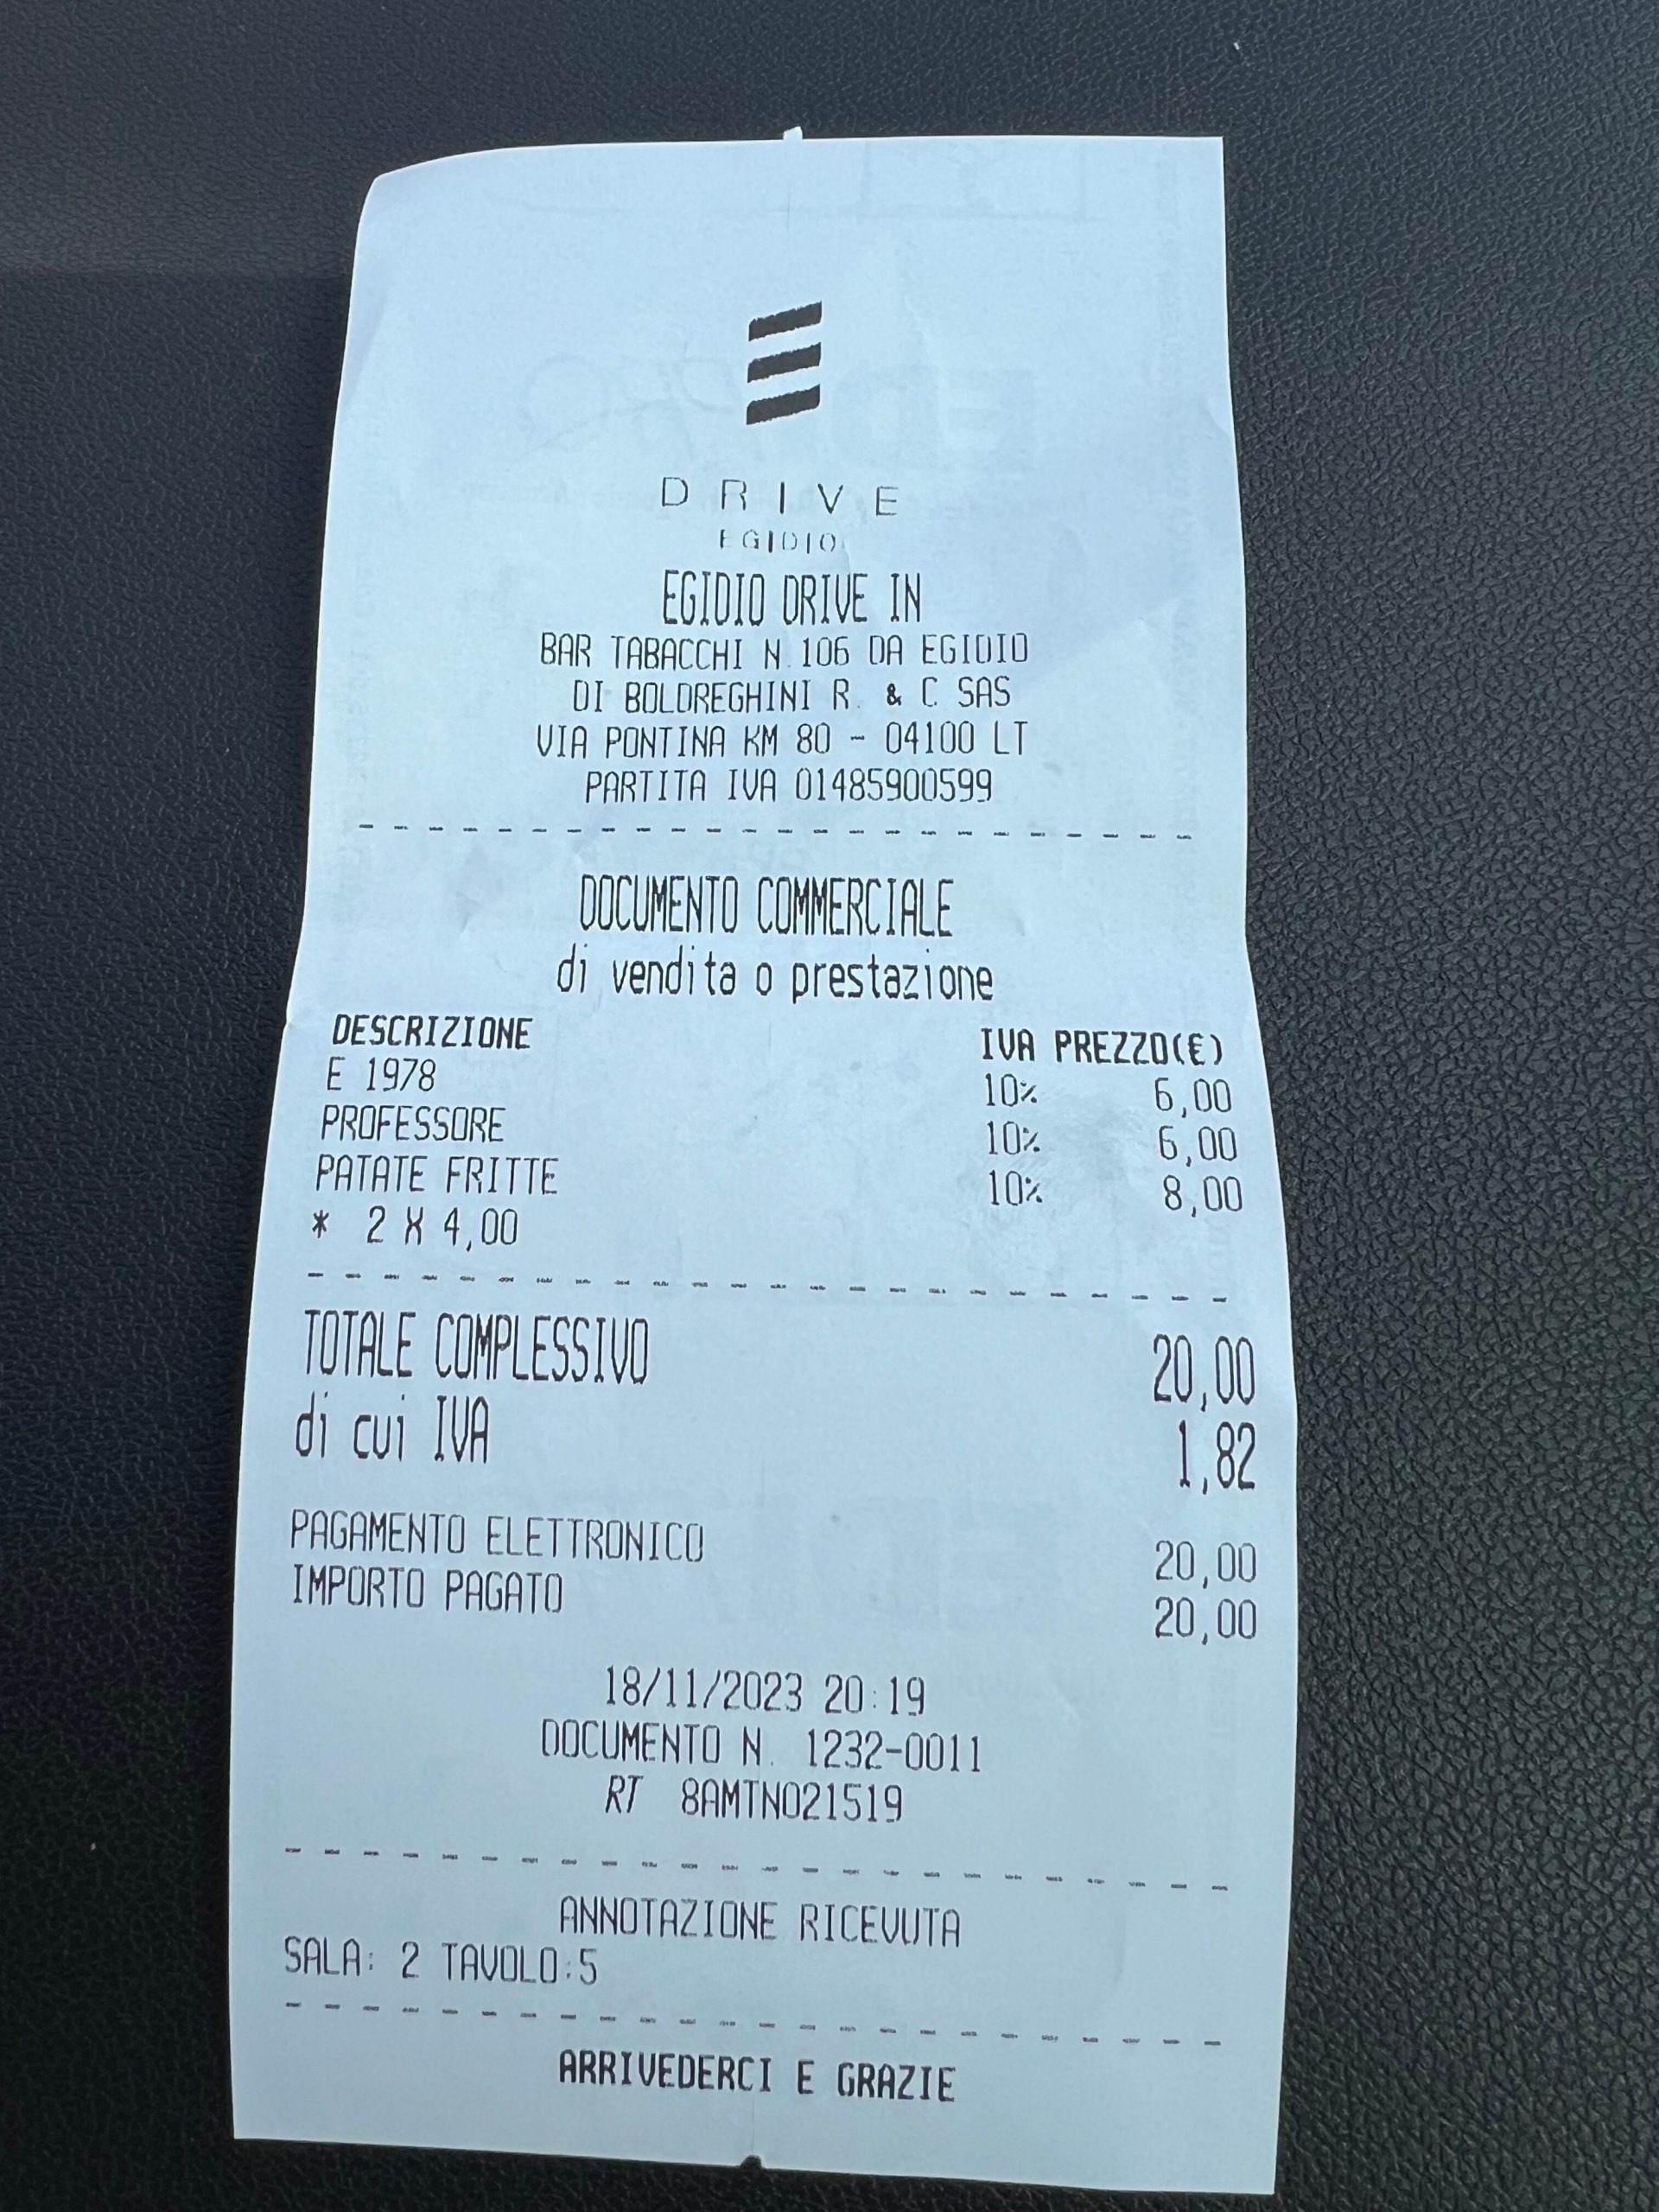 DRIVE
EGIDIO
EGIDIO DRIVE IN
BAR TABACCHI N.106 DA EGIDIO
DI BOLDREGHINI R. & C. SAS
VIA PONTINA KM 80 - 04100 LT
PARTITA IVA 01485900599
DOCUMENTO COMMERCIALE
di vendita o prestazione
DESCRIZIONE IVA PREZZO(€)
E 1978 10% 6,00
PROFESSORE 10% 6,00
PATATE FRITTE 10% 8,00
* 2 X 4,00
TOTALE COMPLESSIVO 20,00
di cui IVA 1,82
PAGAMENTO ELETTRONICO 20,00
IMPORTO PAGATO 20,00
18/11/2023 20:19
DOCUMENTO N. 1232-0011
RT 8AMTN021519
ANNOTAZIONE RICEVUTA
SALA: 2 TAVOLO:5
ARRIVEDERCI E GRAZIE